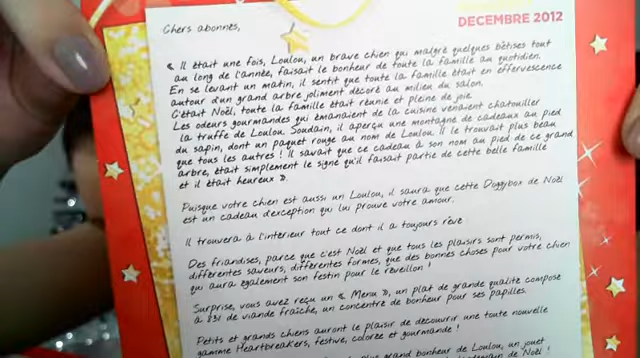 DECEMBRE 2012
Chers abonnés,
« Il était une fois, Loulou, un brave chien qui malgré quelques bêtises tout
au long de l'année, faisait le bonheur de toute la famille au quotidien.
En se levant un matin, il sentit que toute la famille était en effervescence
autour d'un grand arbre joliment décoré au milieu du salon.
C'était Noël, toute la famille était réunie et pleine de joie.
Les odeurs gourmandes qui émanaient de la cuisine venaient chatouiller
la truffe de Loulou. Soudain, il aperçu une montagne de cadeaux au pied
du sapin, dont un paquet rouge au nom de Loulou. Il le trouvait plus beau
que tous les autres ! Il savait que ce cadeau à son nom au pied de ce grand
arbre, était simplement le signe qu'il faisait partie de cette belle famille
et il était heureux ».
Puisque votre chien est aussi un Loulou, il saura que cette Doggybox de Noël
est un cadeau d'exception qui lui prouve votre amour.
Il trouvera à l'intérieur tout ce dont il a toujours rêvé :
Des friandises, parce que c'est Noël et que tous les plaisirs sont permis,
différentes saveurs, différentes formes, que des bonnes choses pour votre chien
qui aura également son festin pour le réveillon !
Surprise, vous avez reçu un « Menu », un plat de grande qualité composé
à 83% de viande fraîche, un concentré de bonheur pour ses papilles.
Petits et grands chiens auront le plaisir de découvrir une toute nouvelle
gamme Heartbreakers, festive, colorée et gourmande !
plus grand bonheur de Loulou, un jouet
de Noël !